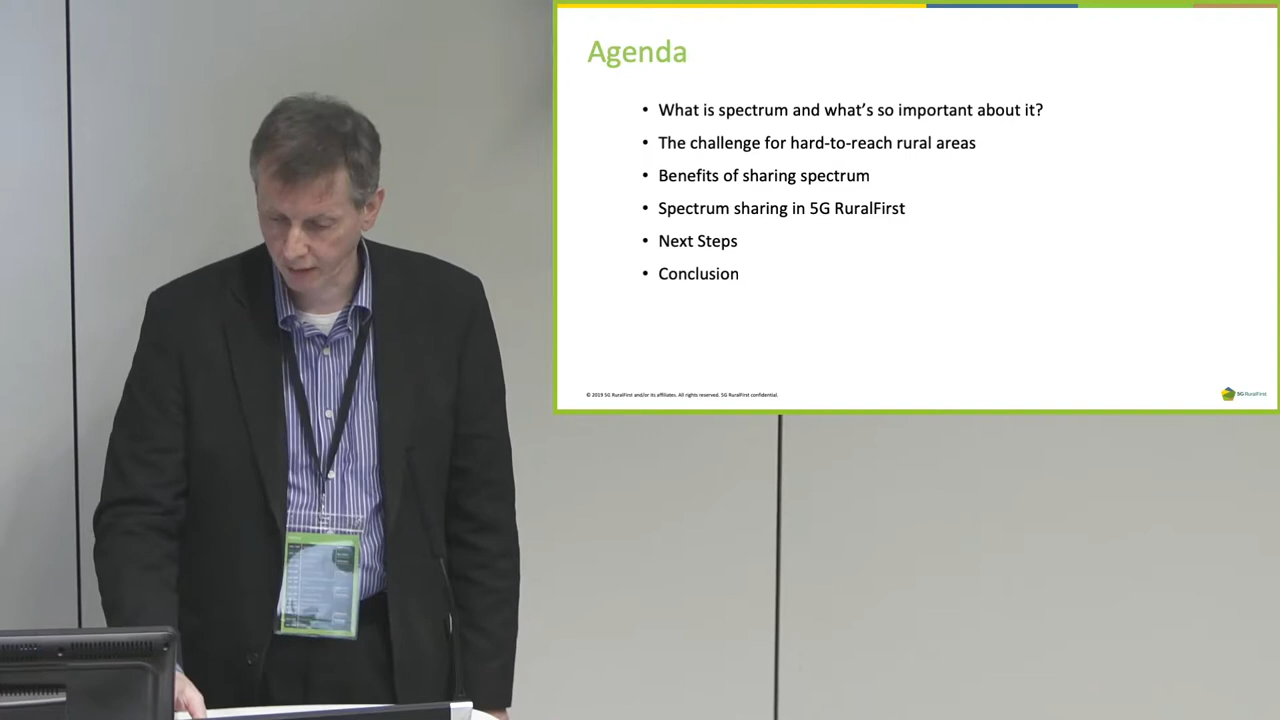 Agenda
• What is spectrum and what's so important about it?
• The challenge for hard-to-reach rural areas
• Benefits of sharing spectrum
• Spectrum sharing in 5G RuralFirst
• Next Steps
• Conclusion
© 2019 5G RuralFirst and/or its affiliates. All rights reserved. 5G RuralFirst confidential.
5G RuralFirst